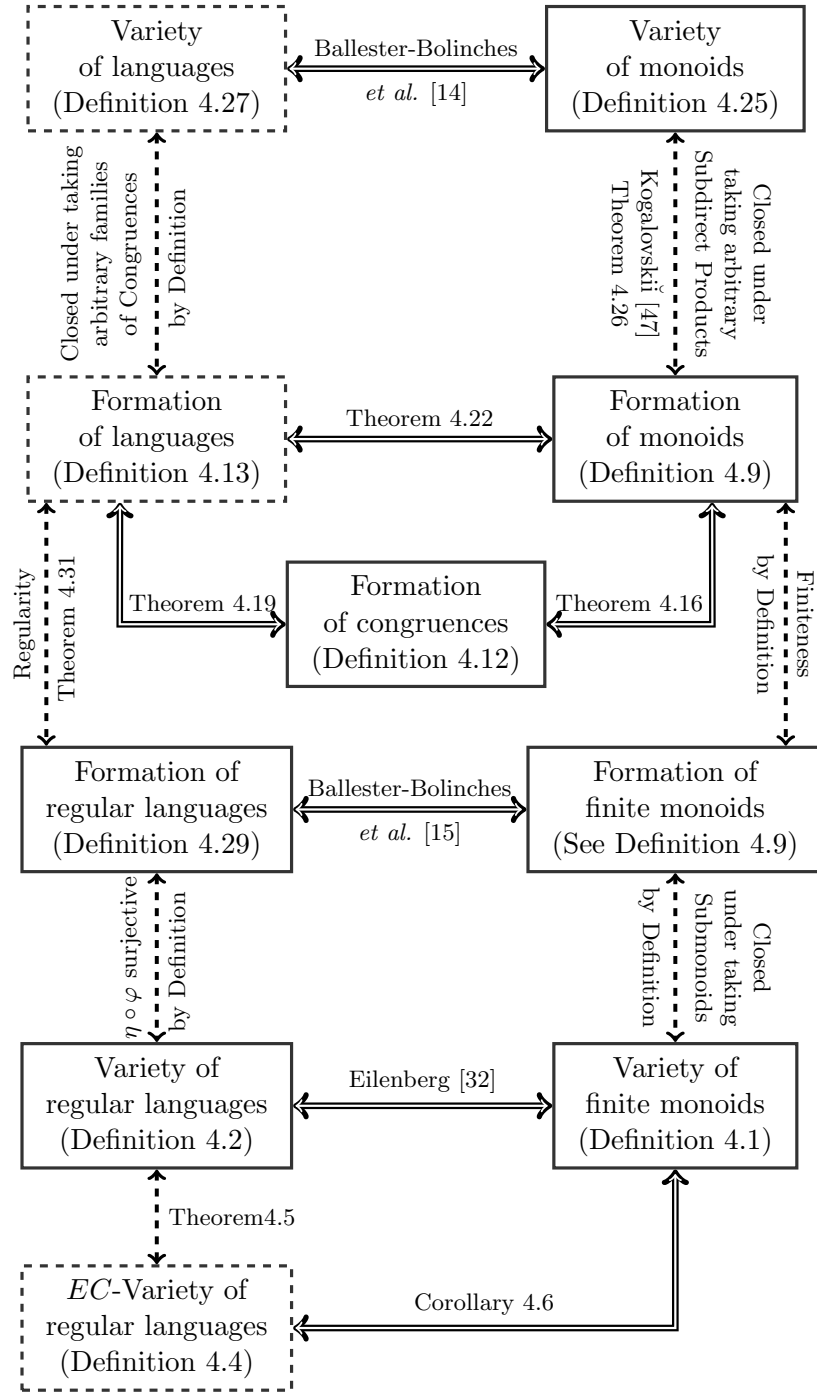 Variety
of languages
(Definition 4.27)
Ballester-Bolinches
et al. [14]
Variety
of monoids
(Definition 4.25)
Closed under taking
arbitrary families
of Congruences
by Definition
Closed under
taking arbitrary
Subdirect Products
Kogalovskiĭ [47]
Theorem 4.26
Formation
of languages
(Definition 4.13)
Theorem 4.22
Formation
of monoids
(Definition 4.9)
Theorem 4.19
Formation
of congruences
(Definition 4.12)
Theorem 4.16
Regularity
Theorem 4.31
Finiteness
by Definition
Formation of
regular languages
(Definition 4.29)
Ballester-Bolinches
et al. [15]
Formation of
finite monoids
(See Definition 4.9)
η ∘ φ surjective
by Definition
Closed
under taking
Submonoids
by Definition
Variety of
regular languages
(Definition 4.2)
Eilenberg [32]
Variety of
finite monoids
(Definition 4.1)
Theorem4.5
EC-Variety of
regular languages
(Definition 4.4)
Corollary 4.6